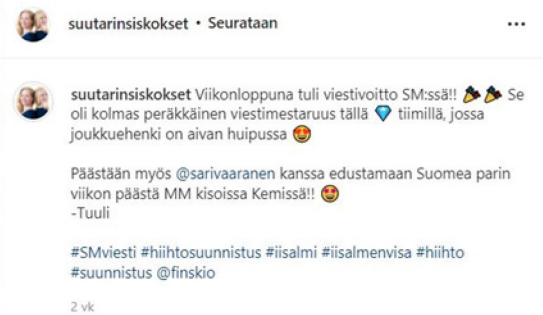 suutarinsiskokset • Seurataan
suutarinsiskokset Viikonloppuna tuli viestivoitto SM:ssä!! 🎉 🎉 Se
oli kolmas peräkkäinen viestimestaruus tällä 💎 tiimillä, jossa
joukkuehenki on aivan huipussa 🤩
Päästään myös @sarivaaranen kanssa edustamaan Suomea parin
viikon päästä MM kisoissa Kemissä!! 🤩
-Tuuli
#SMviesti #hiihtosuunnistus #iisalmi #iisalmenvisa #hiihto
#suunnistus @finskio
2 vk